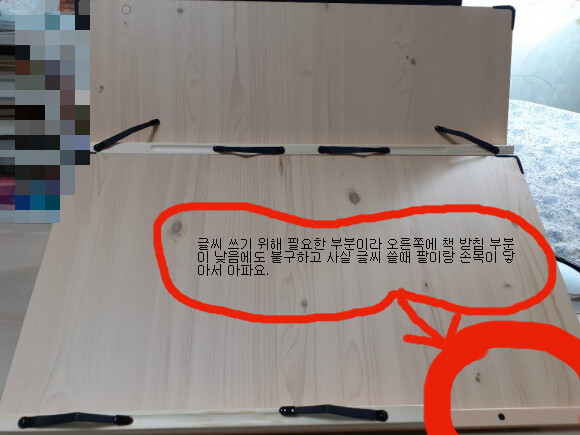 글씨 쓰기 위해 필요한 부분이라 오른쪽에 책 받침 부분
이 낮음에도 불구하고 사실 글씨 쓸때 팔이랑 손목이 닿
아서 아파요.